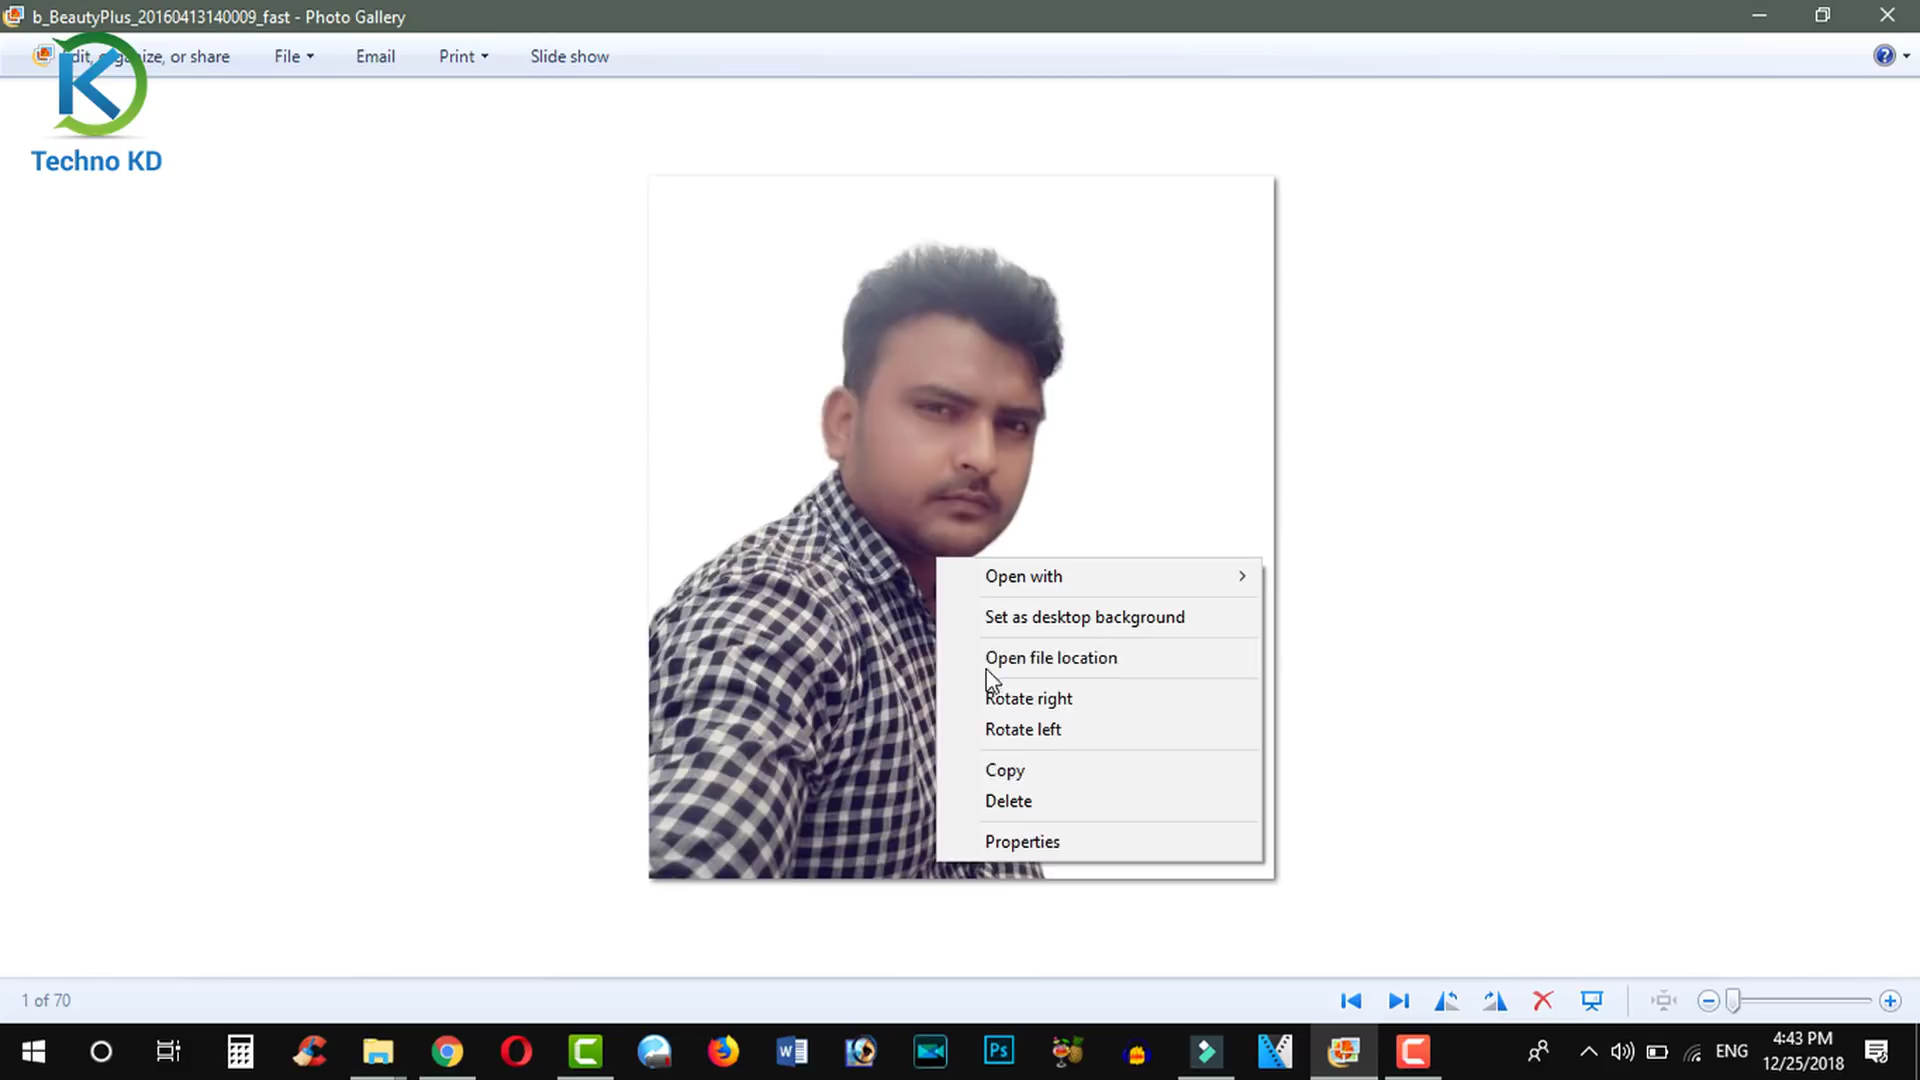 b_BeautyPlus_20160413140009_fast - Photo Gallery
or share File Email Print Slide show
Techno KD
Open with
Set as desktop background
Open file location
Rotate right
Rotate left
Copy
Delete
Properties
1 of 70
Ps
ENG
4:43 PM
12/25/2018